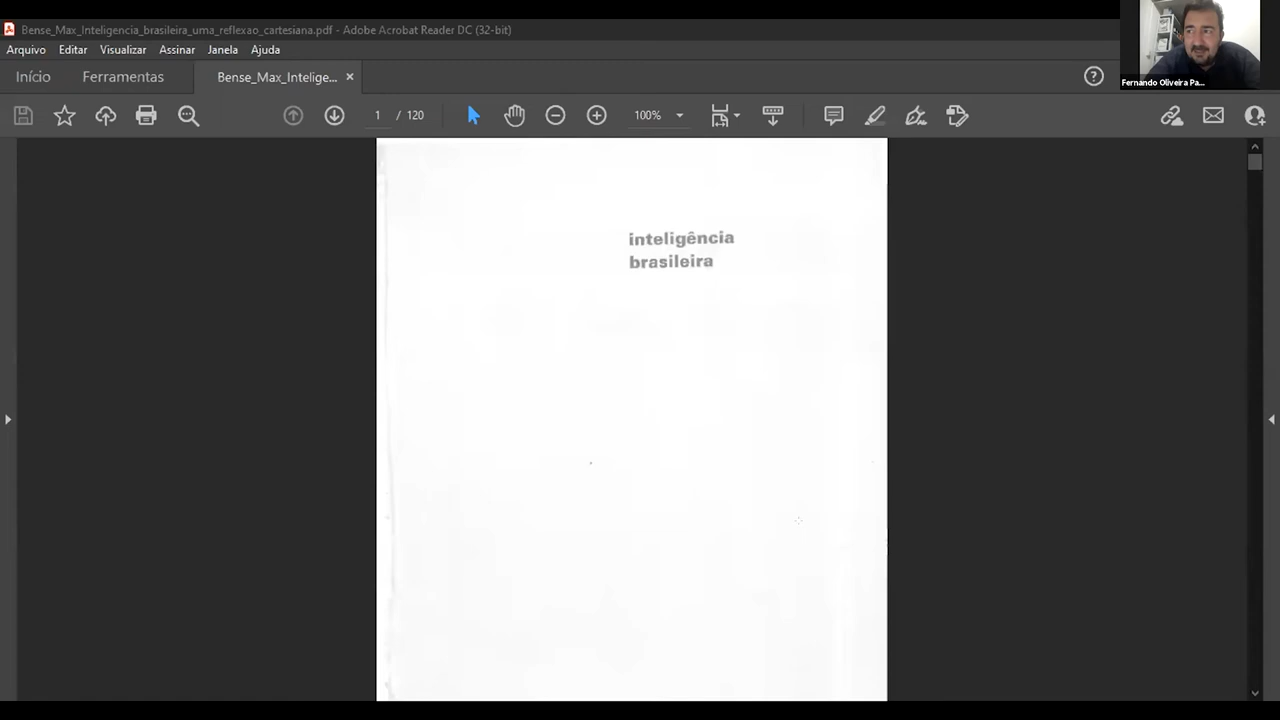 Bense_Max_Inteligencia_brasileira_uma_reflexao_cartesiana.pdf - Adobe Acrobat Reader DC (32-bit)
Arquivo Editar Visualizar Assinar Janela Ajuda
Início Ferramentas Bense_Max_Intelige... ×
1 / 120 100%
Fernando Oliveira Pa...
inteligência
brasileira